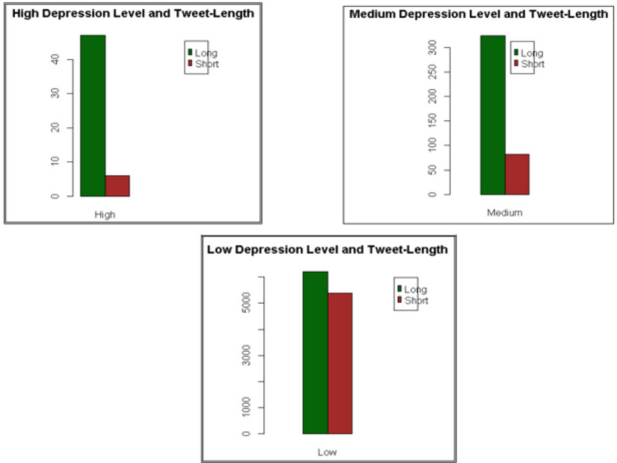 High Depression Level and Tweet-Length
Long
Short
40
30
20
10
0
High
Medium Depression Level and Tweet-Length
Long
Short
300
250
200
150
100
50
0
Medium
Low Depression Level and Tweet-Length
Long
Short
5000
3000
1000
0
Low